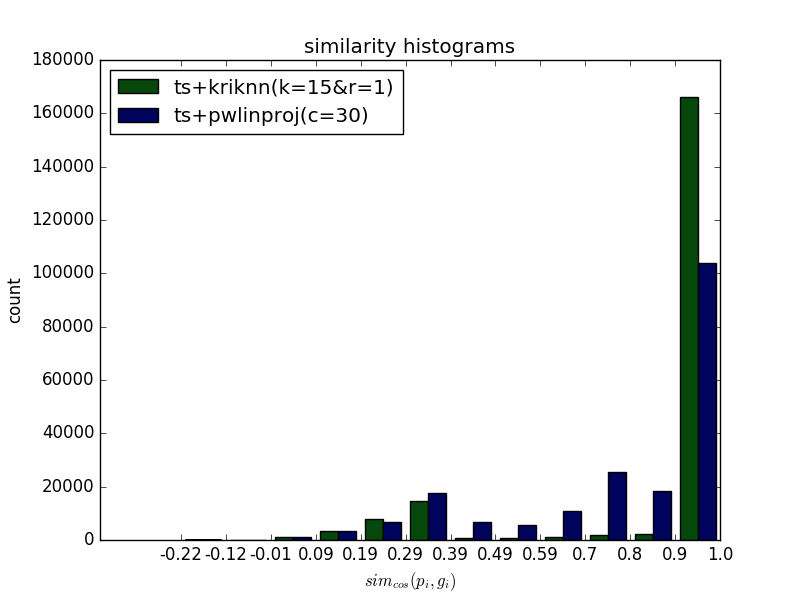 similarity histograms
180000
160000
140000
120000
100000
80000
60000
40000
20000
0
count
ts+kriknn(k=15&r=1)
ts+pwlinproj(c=30)
-0.22 -0.12 -0.01 0.09 0.19 0.29 0.39 0.49 0.59 0.7 0.8 0.9 1.0
sim_cos(p_i, g_i)